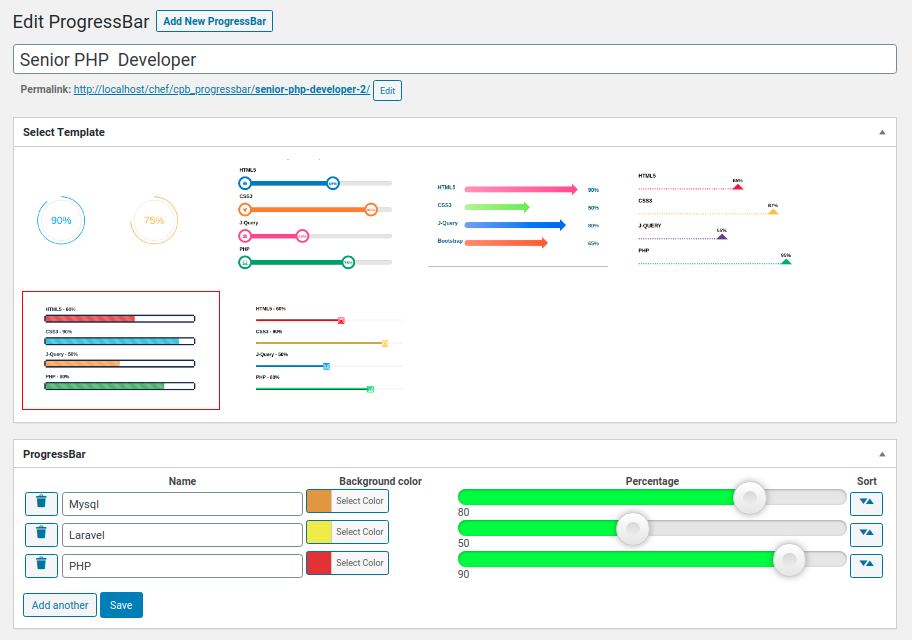 Edit ProgressBar Add New ProgressBar
Senior PHP  Developer
Permalink: http://localhost/chef/cpb_progressbar/senior-php-developer-2/ Edit
Select Template
90%
75%
HTML5
CSS3
J-Query
PHP
HTML5 90%
CSS3 50%
J-Query 80%
Bootstrap 65%
HTML5
65%
CSS3
87%
J-QUERY
55%
PHP
95%
HTML5 - 60%
CSS3 - 90%
J-Query - 50%
PHP - 80%
HTML5 - 60%
CSS3 - 90%
J-Query - 50%
PHP - 80%
ProgressBar
Name Background color Percentage Sort
Mysql Select Color 80
Laravel Select Color 50
PHP Select Color 90
Add another Save